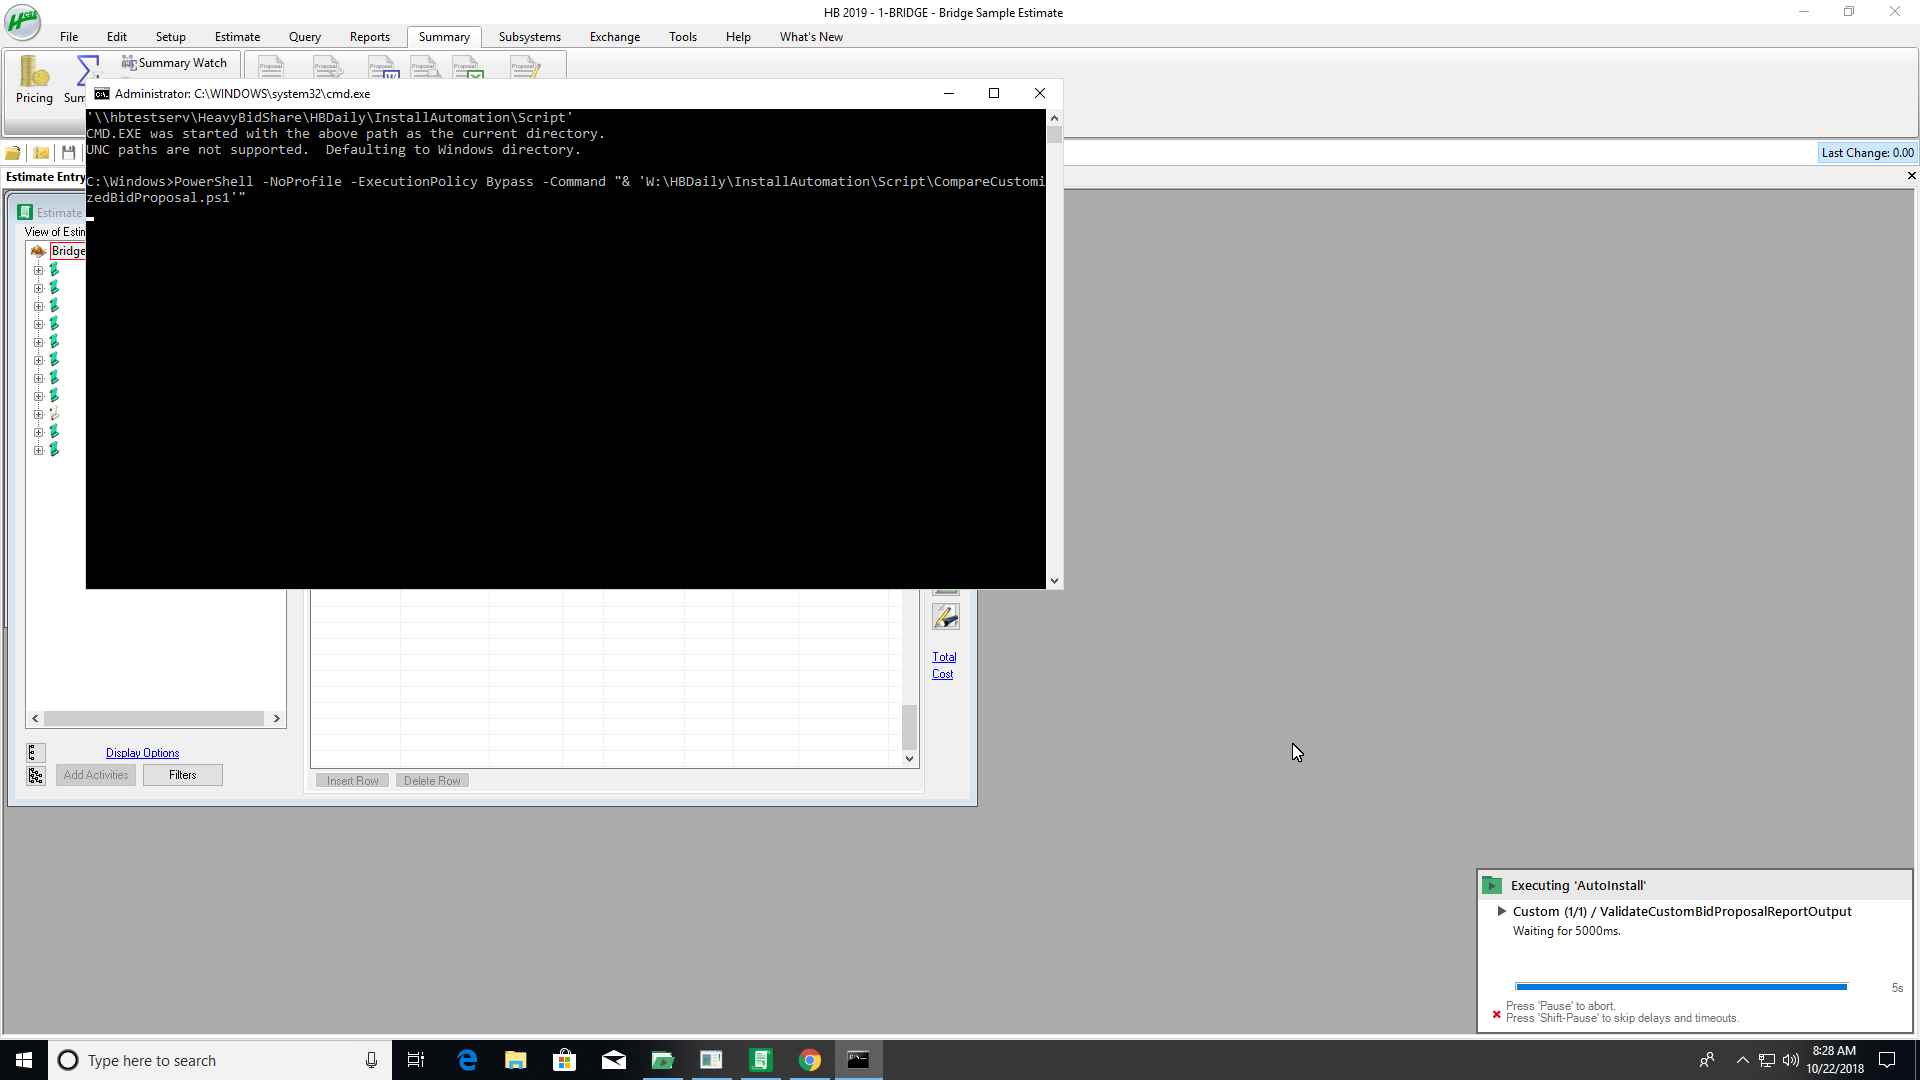 HB 2019 - 1-BRIDGE - Bridge Sample Estimate
File Edit Setup Estimate Query Reports Summary Subsystems Exchange Tools Help What's New
Summary Watch
Pricing
Administrator: C:\WINDOWS\system32\cmd.exe
'\\hbtestserv\HeavyBidShare\HBDaily\InstallAutomation\Script'
CMD.EXE was started with the above path as the current directory.
UNC paths are not supported.  Defaulting to Windows directory.
C:\Windows>PowerShell -NoProfile -ExecutionPolicy Bypass -Command "& 'W:\HBDaily\InstallAutomation\Script\CompareCustomi
zedBidProposal.ps1'"
Last Change: 0.00
Estimate Entry
Estimate
View of Estim
Bridge
Total
Cost
Display Options
Add Activities Filters
Insert Row Delete Row
Executing 'AutoInstall'
Custom (1/1) / ValidateCustomBidProposalReportOutput
Waiting for 5000ms.
5s
Press 'Pause' to abort.
Press 'Shift-Pause' to skip delays and timeouts.
Type here to search
8:28 AM
10/22/2018